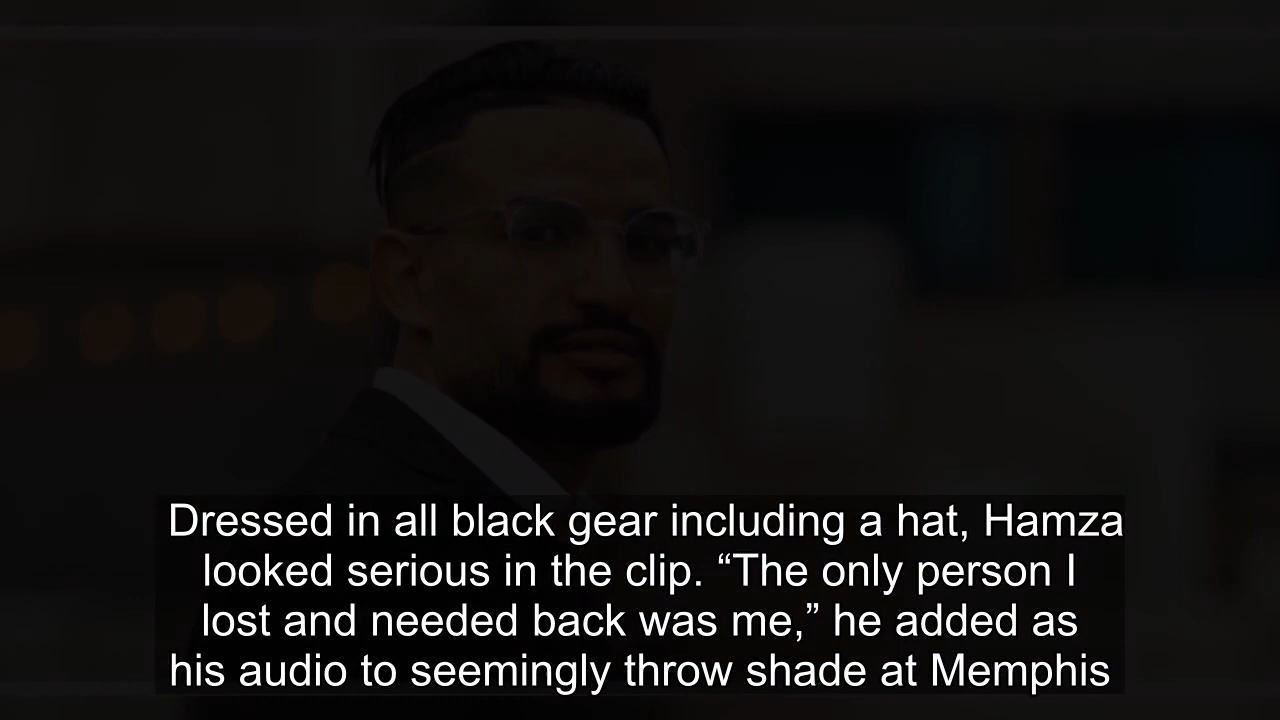 Dressed in all black gear including a hat, Hamza
looked serious in the clip. “The only person I
lost and needed back was me,” he added as
his audio to seemingly throw shade at Memphis